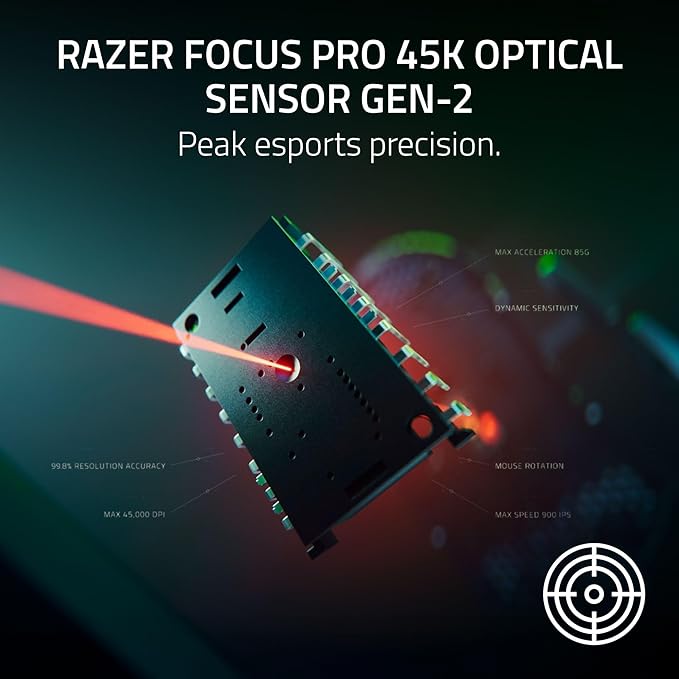 RAZER FOCUS PRO 45K OPTICAL
SENSOR GEN-2
Peak esports precision.
MAX ACCELERATION 85G
DYNAMIC SENSITIVITY
99.8% RESOLUTION ACCURACY
MOUSE ROTATION
MAX 45,000 DPI
MAX SPEED 900 IPS